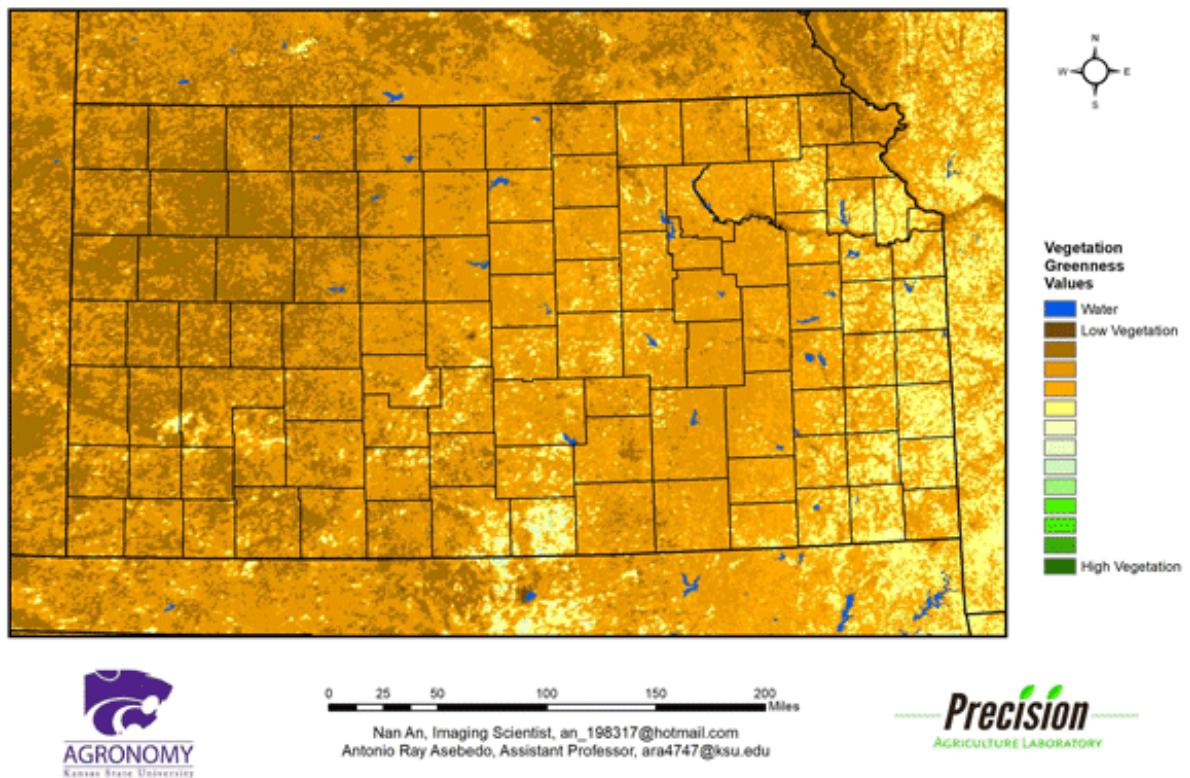 N
W E
S
Vegetation
Greenness
Values
Water
Low Vegetation
High Vegetation
AGRONOMY
Kansas State University
0 25 50 100 150 200
Miles
Nan An, Imaging Scientist, an_198317@hotmail.com
Antonio Ray Asebedo, Assistant Professor, ara4747@ksu.edu
Precision
AGRICULTURE LABORATORY